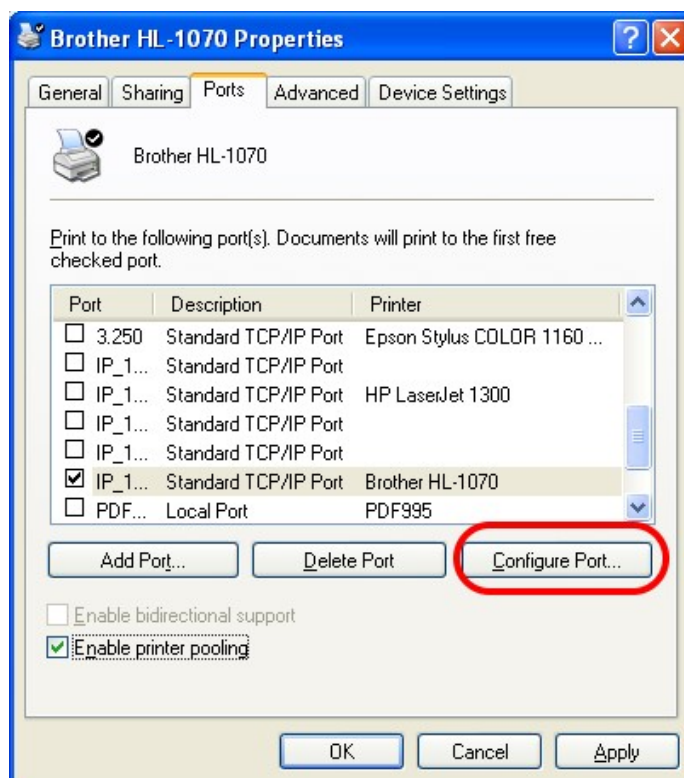 Brother HL-1070 Properties
General Sharing Ports Advanced Device Settings
Brother HL-1070
Print to the following port(s). Documents will print to the first free
checked port.
Port Description Printer
3.250 Standard TCP/IP Port Epson Stylus COLOR 1160 ...
IP_1... Standard TCP/IP Port
IP_1... Standard TCP/IP Port HP LaserJet 1300
IP_1... Standard TCP/IP Port
IP_1... Standard TCP/IP Port
IP_1... Standard TCP/IP Port Brother HL-1070
PDF... Local Port PDF995
Add Port... Delete Port Configure Port...
Enable bidirectional support
Enable printer pooling
OK Cancel Apply